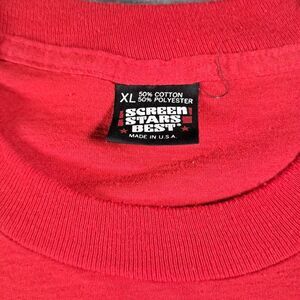 XL 50% COTTON
50% POLYESTER
SCREEN
STARS
BEST®
MADE IN U.S.A.